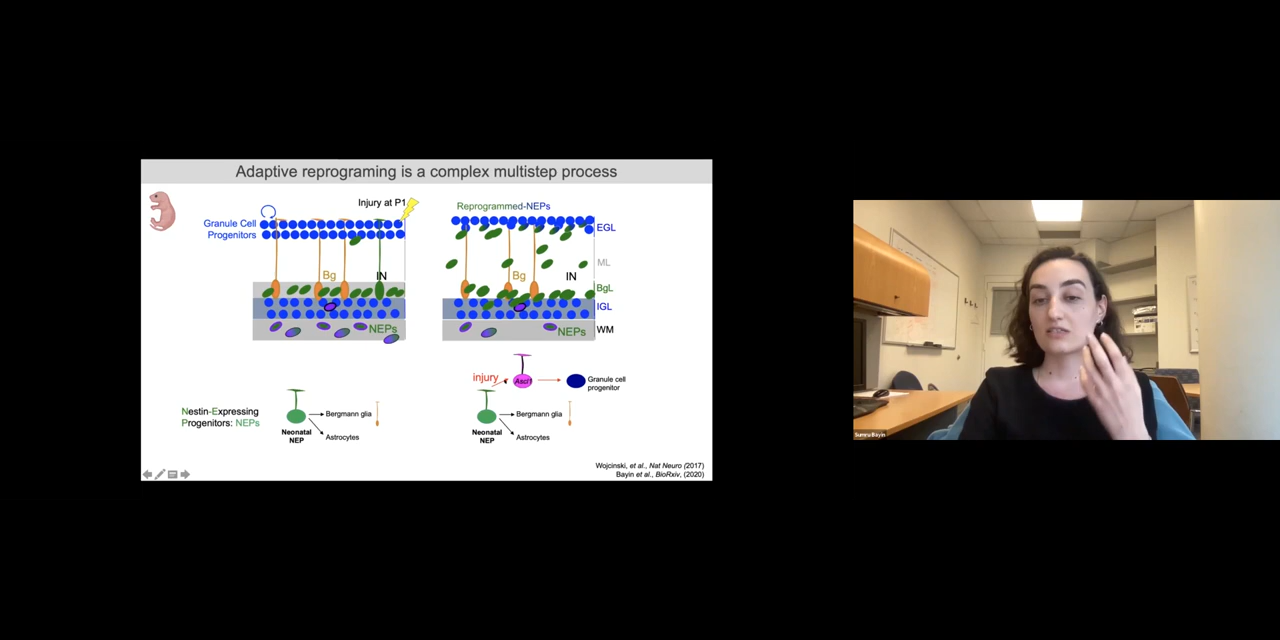 Adaptive reprograming is a complex multistep process
Injury at P1
Granule Cell
Progenitors
Bg
IN
NEPs
Reprogrammed-NEPs
EGL
ML
Bg
IN
BgL
IGL
NEPs
WM
Nestin-Expressing
Progenitors: NEPs
Neonatal
NEP
Bergmann glia
Astrocytes
injury
Ascl1
Granule cell
progenitor
Neonatal
NEP
Bergmann glia
Astrocytes
Wojcinski, et al., Nat Neuro (2017)
Bayin et al., BioRxiv, (2020)
Sumru Bayin